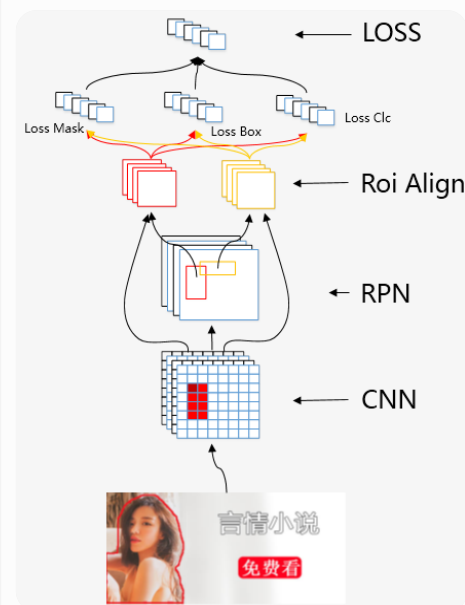 LOSS
Loss Mask
Loss Box
Loss Clc
Roi Align
RPN
CNN
言情小说
免费看